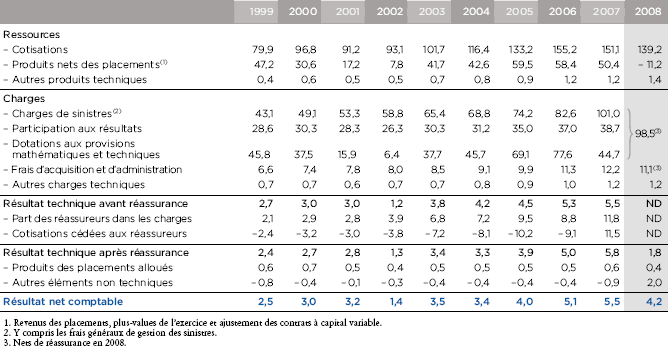 1999 2000 2001 2002 2003 2004 2005 2006 2007 2008
Ressources
– Cotisations 79,9 96,8 91,2 93,1 101,7 116,4 133,2 155,2 151,1 139,2
– Produits nets des placements(1) 47,2 30,6 17,2 7,8 41,7 42,6 59,5 58,4 50,4 – 11,2
– Autres produits techniques 0,4 0,6 0,5 0,5 0,7 0,8 0,9 1,2 1,2 1,4
Charges
– Charges de sinistres(2) 43,1 49,1 53,3 58,8 65,4 68,8 74,2 82,6 101,0
– Participation aux résultats 28,6 30,3 28,3 26,3 30,3 31,2 35,0 37,0 38,7 98,5(3)
– Dotations aux provisions
mathématiques et techniques 45,8 37,5 15,9 6,4 37,7 45,7 69,1 77,6 44,7
– Frais d'acquisition et d'administration 6,6 7,4 7,8 8,0 8,5 9,1 9,9 11,3 12,2 11,1(3)
– Autres charges techniques 0,7 0,7 0,6 0,7 0,7 0,8 0,9 1,0 1,2 1,2
Résultat technique avant réassurance 2,7 3,0 3,0 1,2 3,8 4,2 4,5 5,3 5,5 ND
– Part des réassureurs dans les charges 2,1 2,9 2,8 3,9 6,8 7,2 9,5 8,8 11,8 ND
– Cotisations cédées aux réassureurs –2,4 –3,2 –3,0 –3,8 –7,2 –8,1 –10,2 –9,1 11,5 ND
Résultat technique après réassurance 2,4 2,7 2,8 1,3 3,4 3,3 3,9 5,0 5,8 1,8
– Produits des placements alloués 0,6 0,7 0,5 0,4 0,5 0,5 0,5 0,5 0,6 0,4
– Autres éléments non techniques –0,8 –0,4 –0,1 –0,3 –0,4 –0,4 –0,4 –0,4 –0,9 2,0
Résultat net comptable 2,5 3,0 3,2 1,4 3,5 3,4 4,0 5,1 5,5 4,2
1. Revenus des placements, plus-values de l'exercice et ajustement des contrats à capital variable.
2. Y compris les frais généraux de gestion des sinistres.
3. Nets de réassurance en 2008.